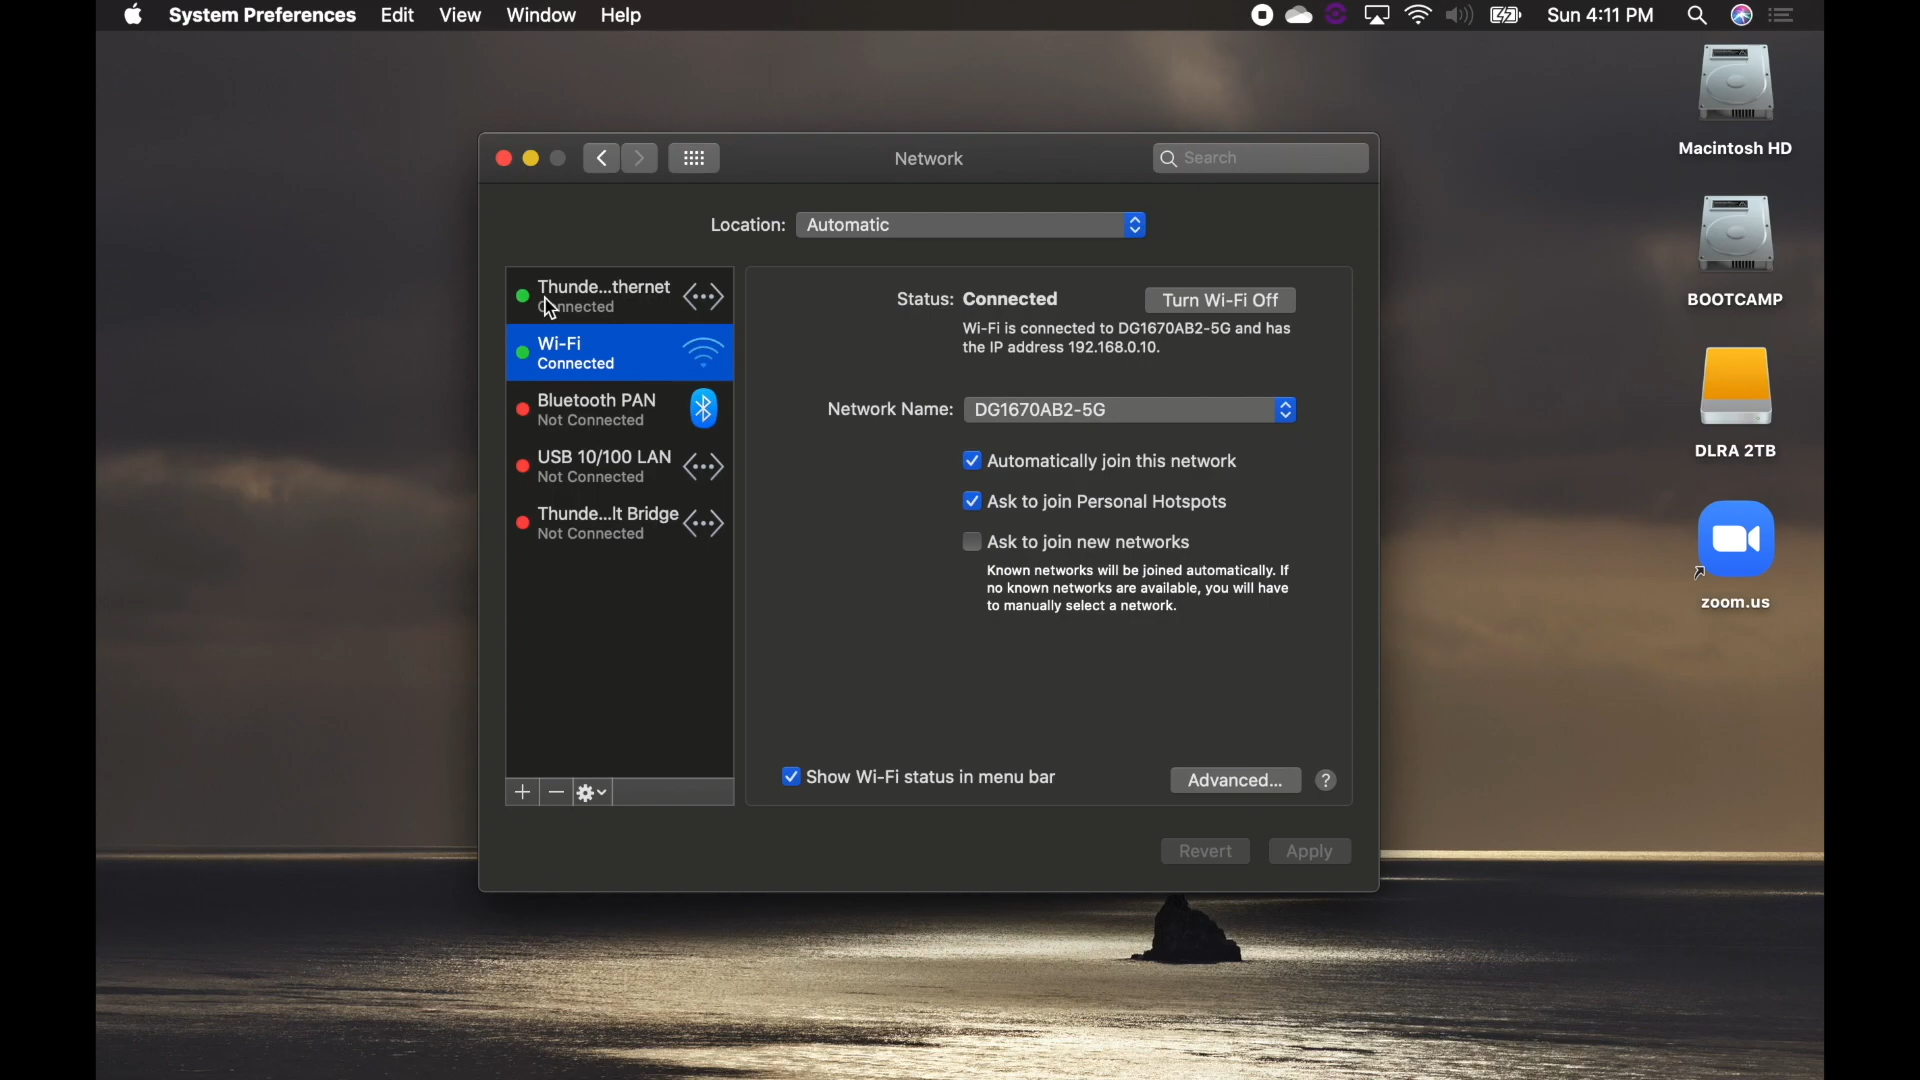 System Preferences Edit View Window Help
Sun 4:11 PM
Network
Search
Location: Automatic
Thunde...thernet
Connected
Wi-Fi
Connected
Bluetooth PAN
Not Connected
USB 10/100 LAN
Not Connected
Thunde...lt Bridge
Not Connected
Status: Connected
Turn Wi-Fi Off
Wi-Fi is connected to DG1670AB2-5G and has
the IP address 192.168.0.10.
Network Name: DG1670AB2-5G
Automatically join this network
Ask to join Personal Hotspots
Ask to join new networks
Known networks will be joined automatically. If
no known networks are available, you will have
to manually select a network.
Show Wi-Fi status in menu bar
Advanced...
?
Revert
Apply
Macintosh HD
BOOTCAMP
DLRA 2TB
zoom.us